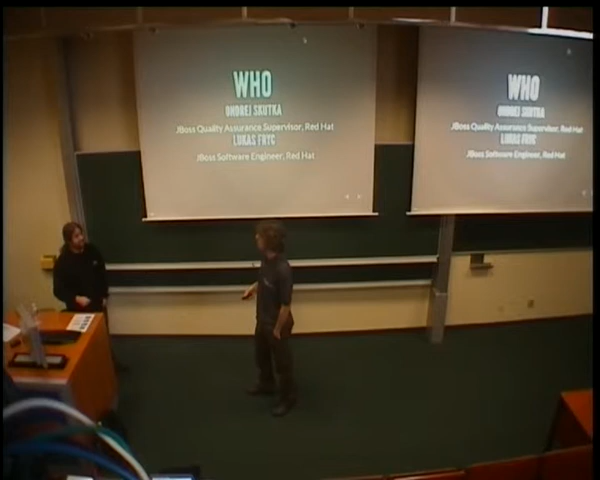 WHO
ONDREJ SKUTKA
JBoss Quality Assurance Supervisor, Red Hat
LUKAS FRYC
JBoss Software Engineer, Red Hat
WHO
ONDREJ SKUTKA
JBoss Quality Assurance Supervisor, Red Hat
LUKAS FRYC
JBoss Software Engineer, Red Hat